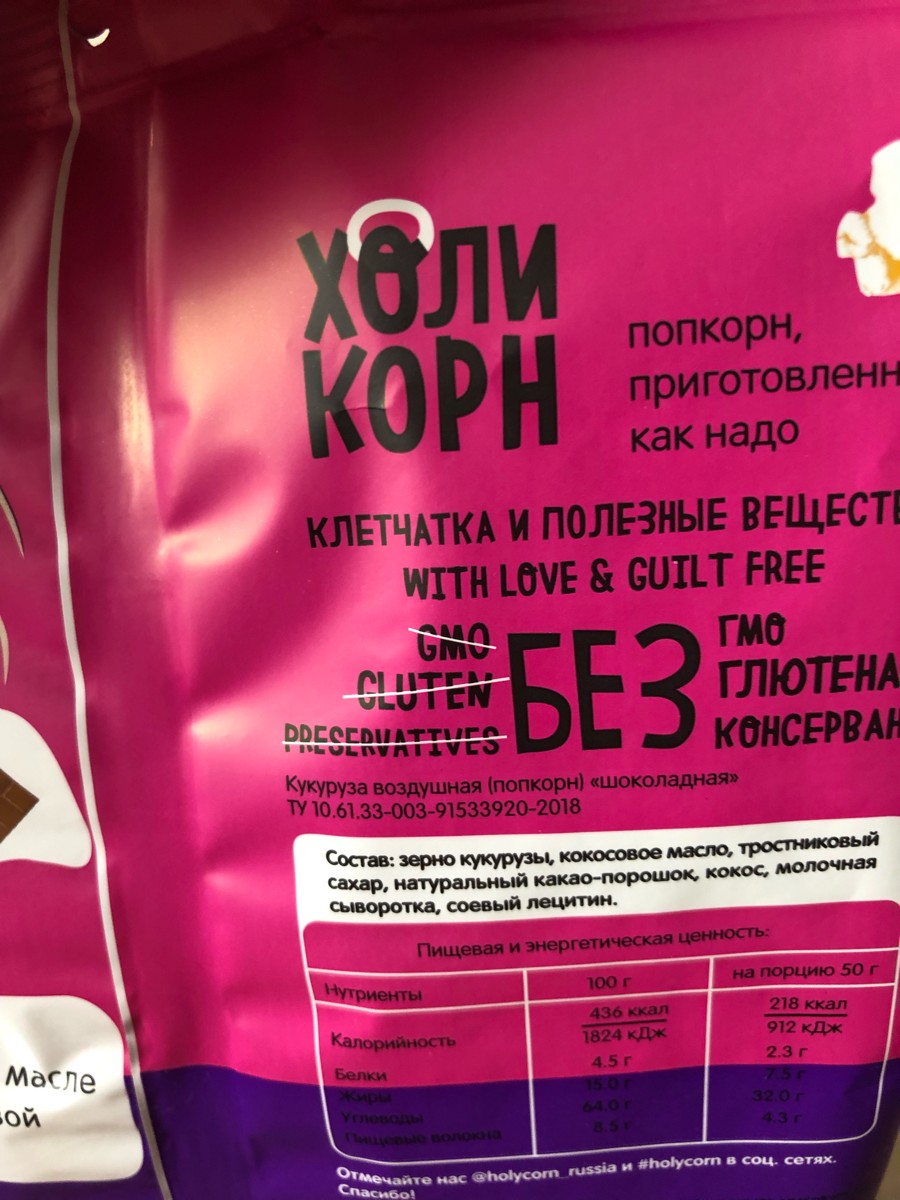 ХОЛИ
КОРН
попкорн,
приготовленн
как надо
КЛЕТЧАТКА И ПОЛЕЗНЫЕ ВЕЩЕСТВ
WITH LOVE & GUILT FREE
GMO
GLUTEN
PRESERVATIVES
БЕЗ
ГМО
ГЛЮТЕНА
КОНСЕРВАН
Кукуруза воздушная (попкорн) «шоколадная»
ТУ 10.61.33-003-91533920-2018
Состав: зерно кукурузы, кокосовое масло, тростниковый
сахар, натуральный какао-порошок, кокос, молочная
сыворотка, соевый лецитин.
Пищевая и энергетическая ценность:
Нутриенты 100 г на порцию 50 г
Калорийность 436 ккал 218 ккал
1824 кДж 912 кДж
Белки 4.5 г 2.3 г
Жиры 15.0 г 7.5 г
Углеводы 64.0 г 32.0 г
Пищевые волокна 8.5 г 4.3 г
Отмечайте нас @holycorn_russia и #holycorn в соц. сетях.
Спасибо!
масле
вой